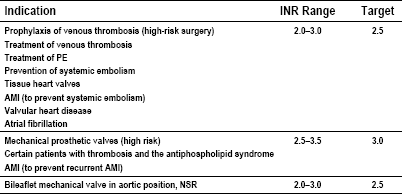 Indication INR Range Target
Prophylaxis of venous thrombosis (high-risk surgery) 2.0–3.0 2.5
Treatment of venous thrombosis
Treatment of PE
Prevention of systemic embolism
Tissue heart valves
AMI (to prevent systemic embolism)
Valvular heart disease
Atrial fibrillation
Mechanical prosthetic valves (high risk) 2.5–3.5 3.0
Certain patients with thrombosis and the antiphospholipid syndrome
AMI (to prevent recurrent AMI)
Bileaflet mechanical valve in aortic position, NSR 2.0–3.0 2.5